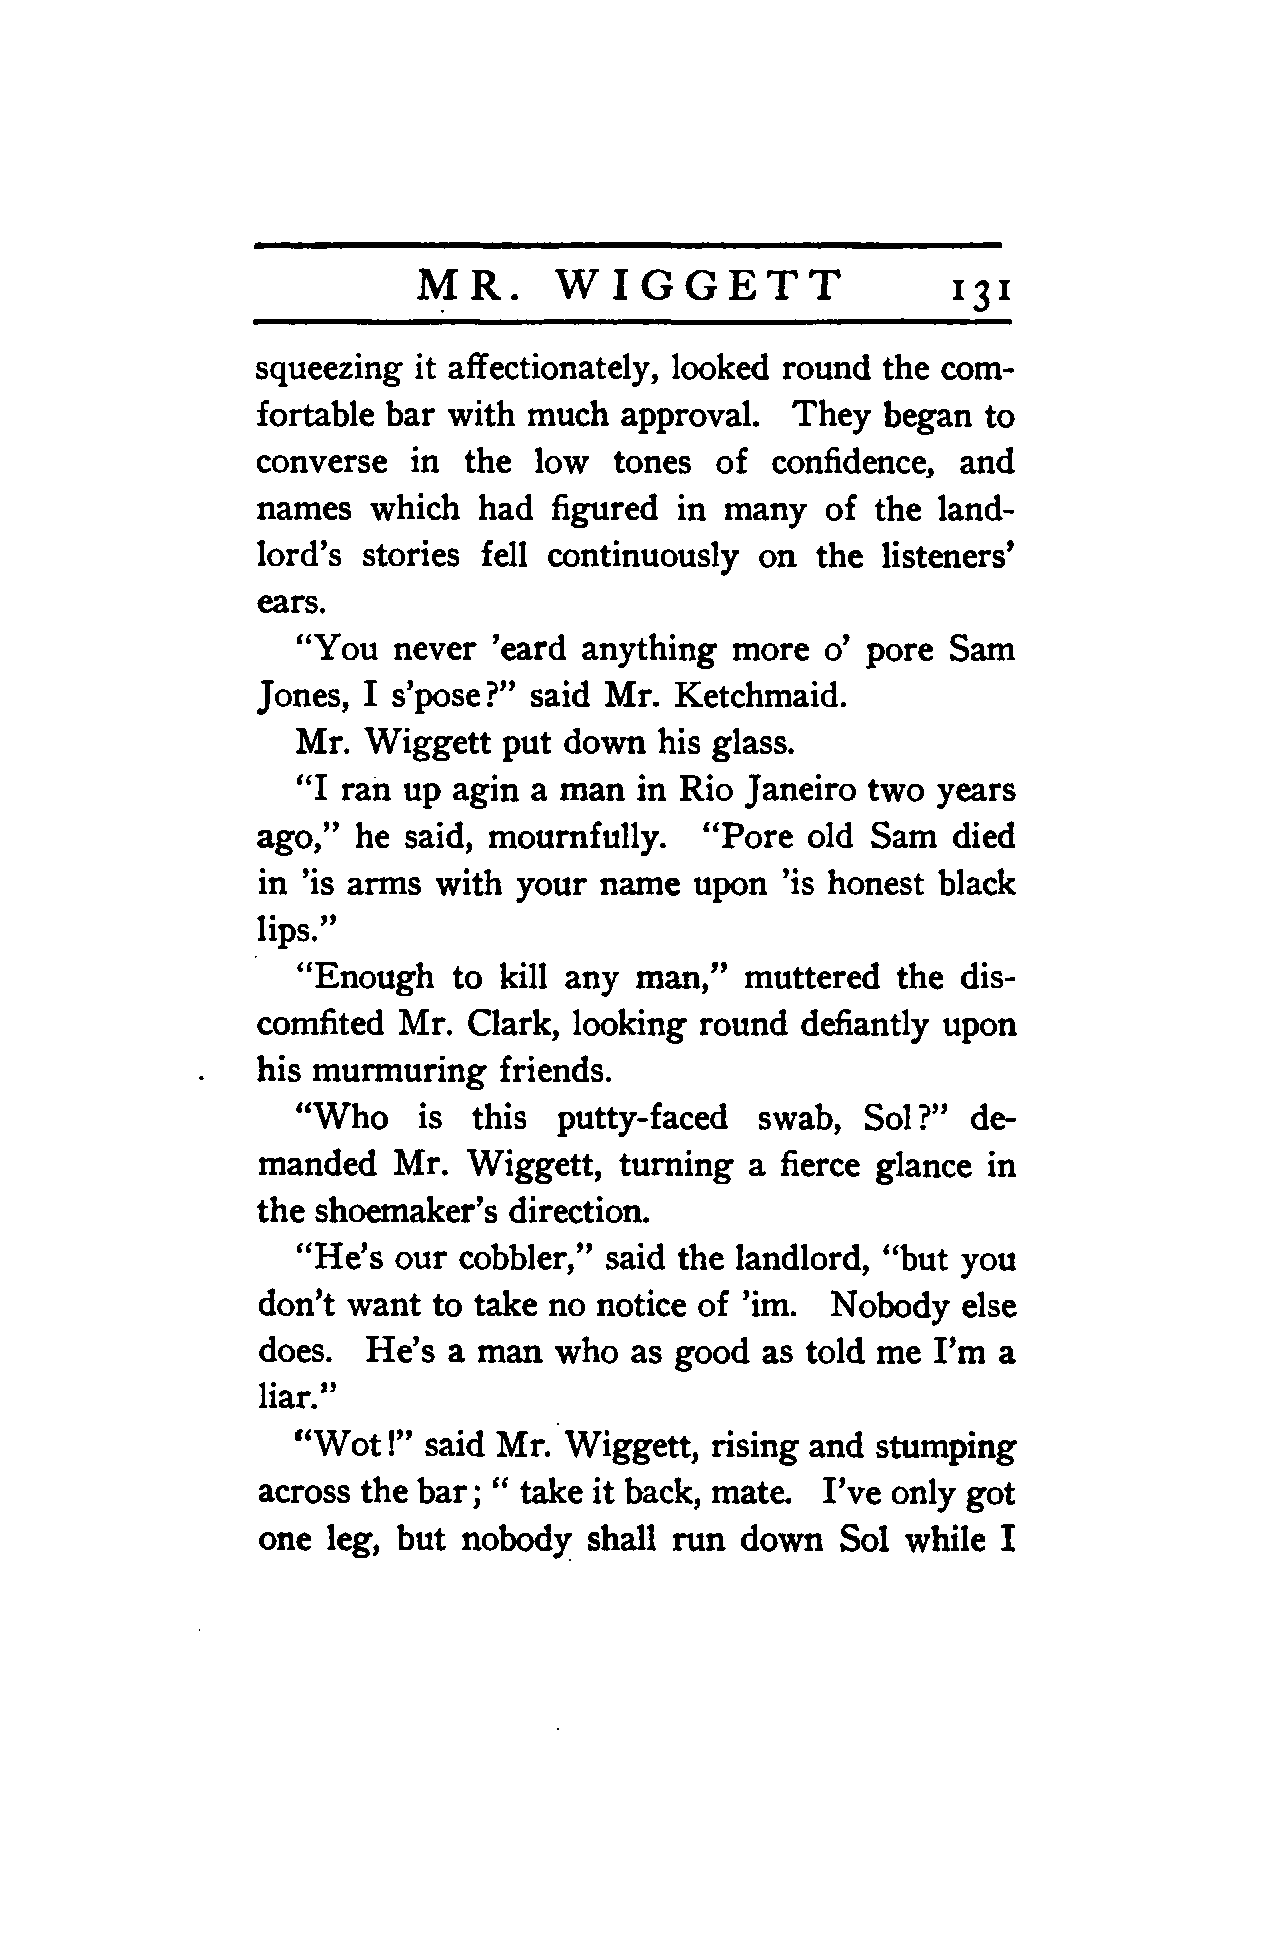 MR. WIGGETT 131
squeezing it affectionately, looked round the com-
fortable bar with much approval. They began to
converse in the low tones of confidence, and
names which had figured in many of the land-
lord's stories fell continuously on the listeners'
ears.
"You never 'eard anything more o' pore Sam
Jones, I s'pose?" said Mr. Ketchmaid.
Mr. Wiggett put down his glass.
"I ran up agin a man in Rio Janeiro two years
ago," he said, mournfully. "Pore old Sam died
in 'is arms with your name upon 'is honest black
lips."
"Enough to kill any man," muttered the dis-
comfited Mr. Clark, looking round defiantly upon
his murmuring friends.
"Who is this putty-faced swab, Sol?" de-
manded Mr. Wiggett, turning a fierce glance in
the shoemaker's direction.
"He's our cobbler," said the landlord, "but you
don't want to take no notice of 'im. Nobody else
does. He's a man who as good as told me I'm a
liar."
"Wot!" said Mr. Wiggett, rising and stumping
across the bar; " take it back, mate. I've only got
one leg, but nobody shall run down Sol while I